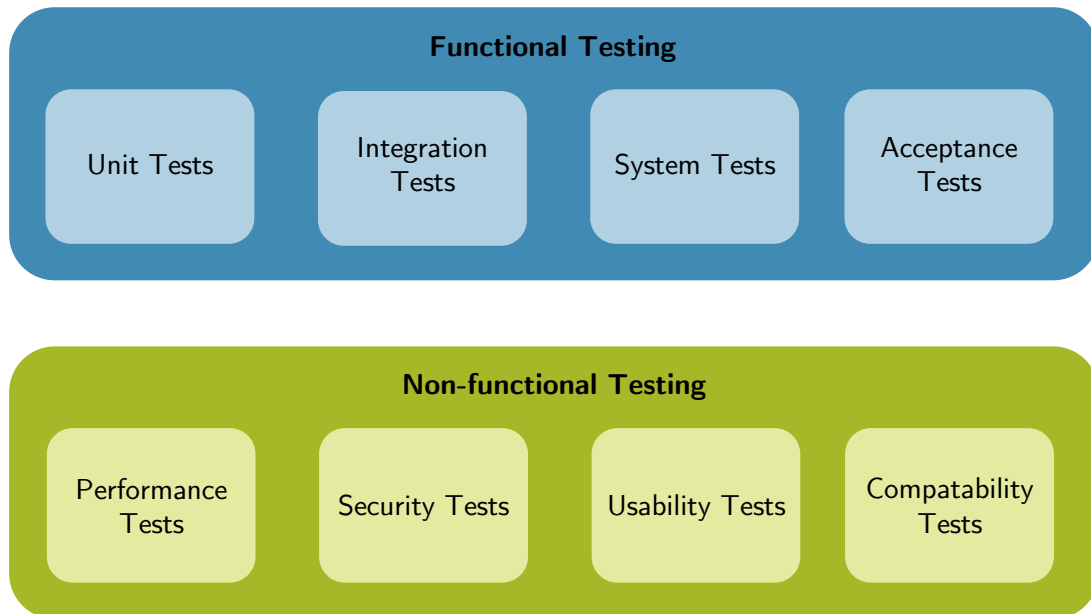 Functional Testing
Unit Tests
Integration
Tests
System Tests
Acceptance
Tests
Non-functional Testing
Performance
Tests
Security Tests
Usability Tests
Compatability
Tests